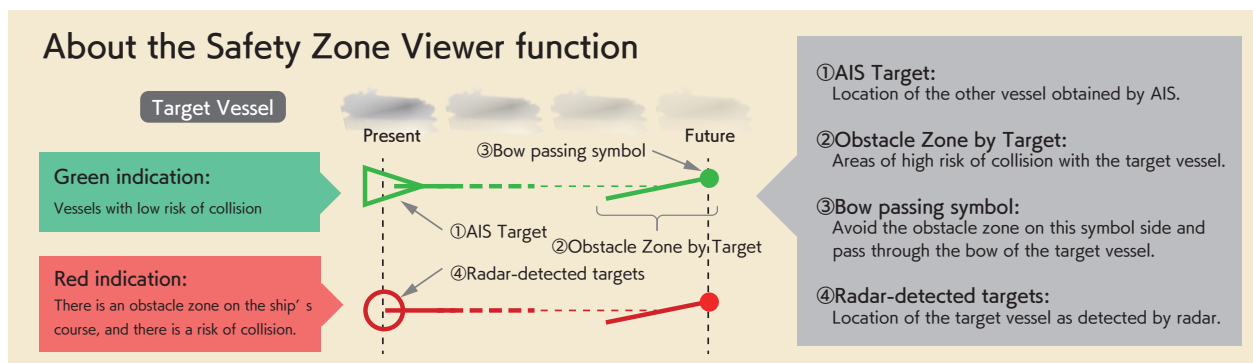 About the Safety Zone Viewer function
Target Vessel
Present
Future
③Bow passing symbol
Green indication:
Vessels with low risk of collision
①AIS Target
②Obstacle Zone by Target
Red indication:
There is an obstacle zone on the ship’s
course, and there is a risk of collision.
④Radar-detected targets
①AIS Target:
Location of the other vessel obtained by AIS.
②Obstacle Zone by Target:
Areas of high risk of collision with the target vessel.
③Bow passing symbol:
Avoid the obstacle zone on this symbol side and
pass through the bow of the target vessel.
④Radar-detected targets:
Location of the target vessel as detected by radar.